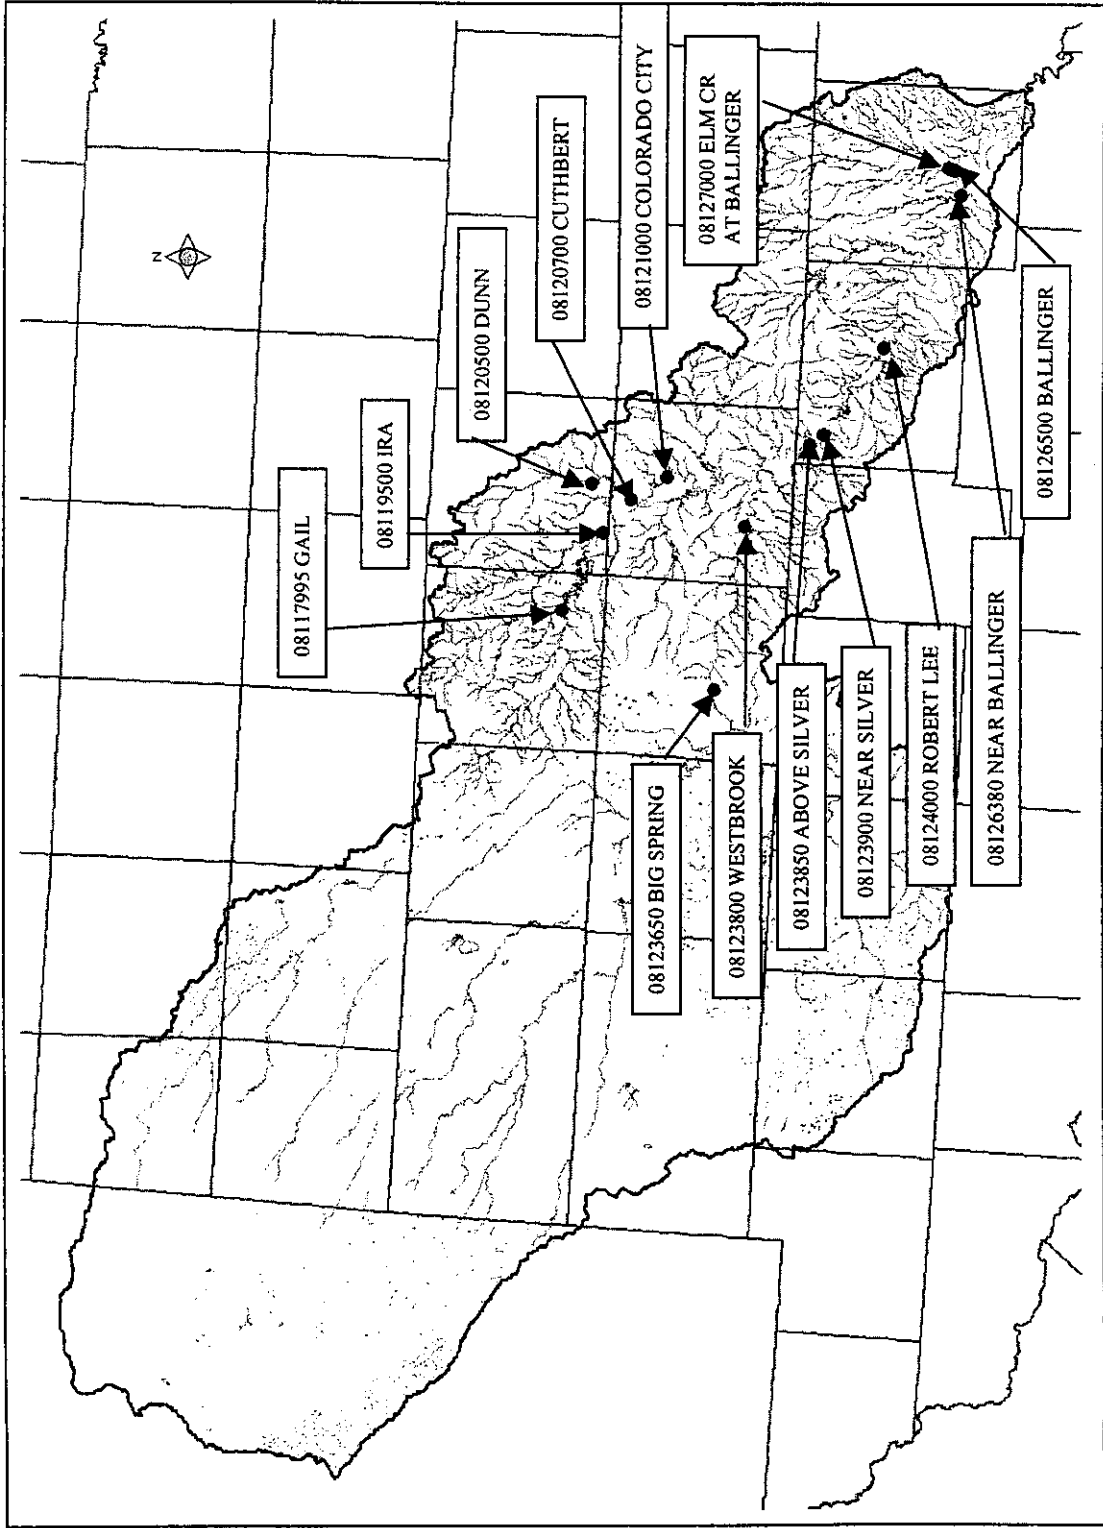 N
08117995 GAIL
08119500 IRA
08120500 DUNN
08120700 CUTHBERT
08121000 COLORADO CITY
08127000 ELM CR
AT BALLINGER
08123650 BIG SPRING
08123800 WESTBROOK
08123850 ABOVE SILVER
08123900 NEAR SILVER
08124000 ROBERT LEE
08126380 NEAR BALLINGER
08126500 BALLINGER